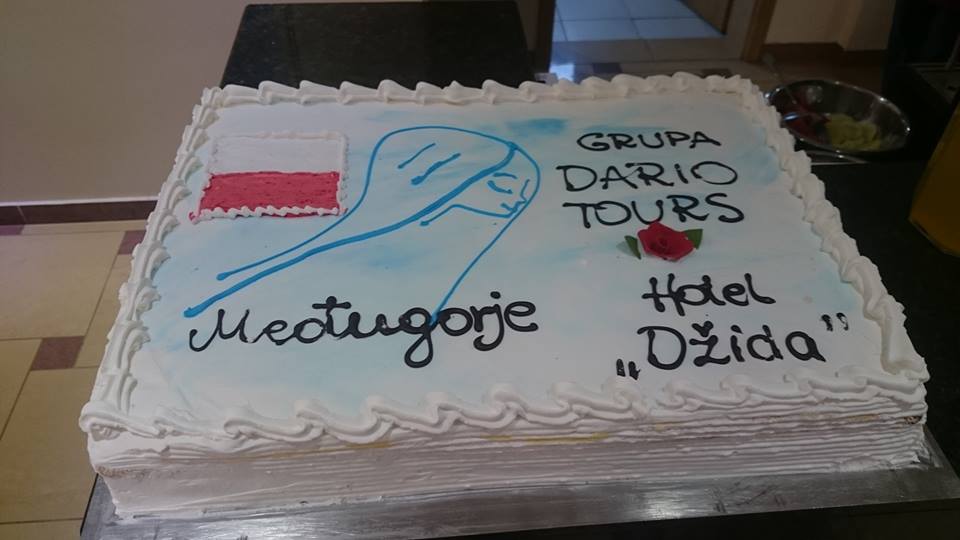 GRUPA
DARIO
TOURS
Međugorje
Hotel
„Džida”